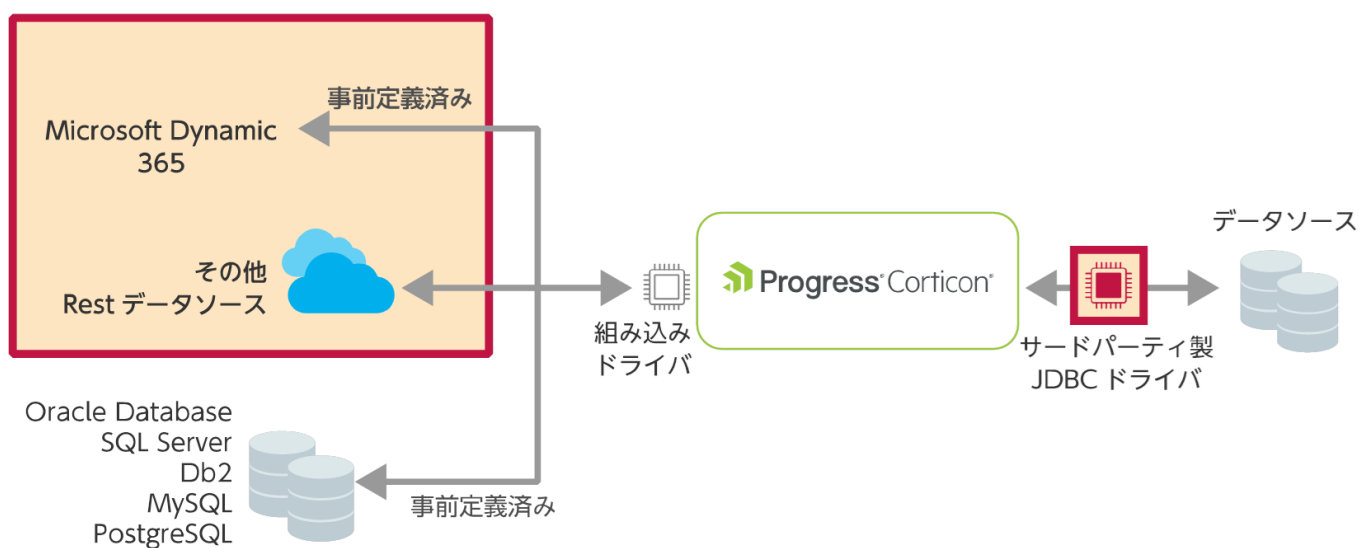 事前定義済み
Microsoft Dynamic
365
その他
Rest データソース
組み込み
ドライバ
Progress® Corticon®
データソース
サードパーティ製
JDBC ドライバ
Oracle Database
SQL Server
Db2
MySQL
PostgreSQL
事前定義済み